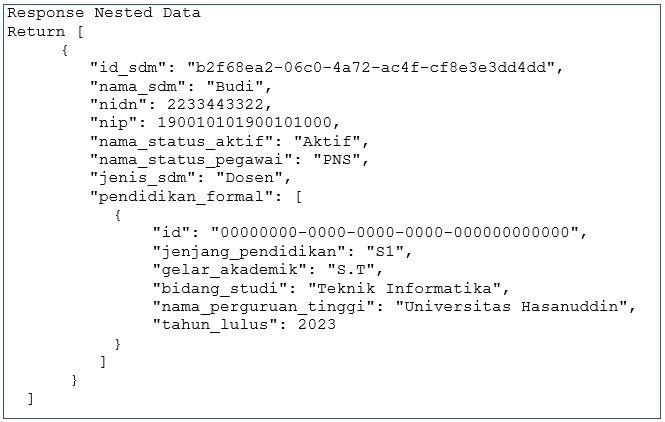 Response Nested Data
Return [
{
"id_sdm": "b2f68ea2-06c0-4a72-ac4f-cf8e3e3dd4dd",
"nama_sdm": "Budi",
"nidn": 2233443322,
"nip": 190010101900101000,
"nama_status_aktif": "Aktif",
"nama_status_pegawai": "PNS",
"jenis_sdm": "Dosen",
"pendidikan_formal": [
{
"id": "00000000-0000-0000-0000-000000000000",
"jenjang_pendidikan": "S1",
"gelar_akademik": "S.T",
"bidang_studi": "Teknik Informatika",
"nama_perguruan_tinggi": "Universitas Hasanuddin",
"tahun_lulus": 2023
}
]
}
]